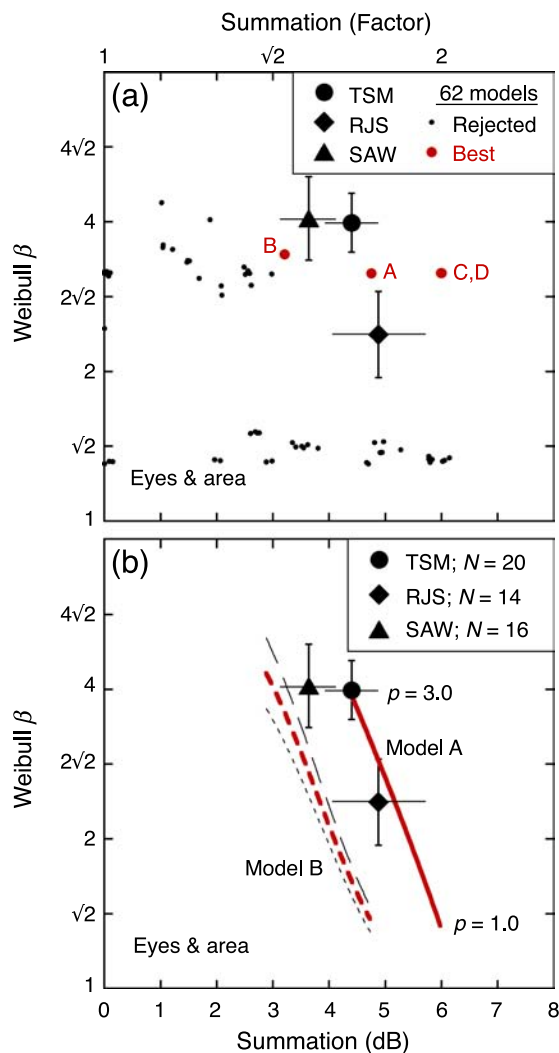 Summation (Factor)
1 √2 2
(a)
TSM
RJS
SAW
62 models
Rejected
Best
4√2
4
2√2
2
√2
1
Weibull β
B
A
C,D
Eyes & area
(b)
TSM; N = 20
RJS; N = 14
SAW; N = 16
4√2
4
2√2
2
√2
1
Weibull β
p = 3.0
Model A
Model B
p = 1.0
Eyes & area
0 1 2 3 4 5 6 7 8
Summation (dB)